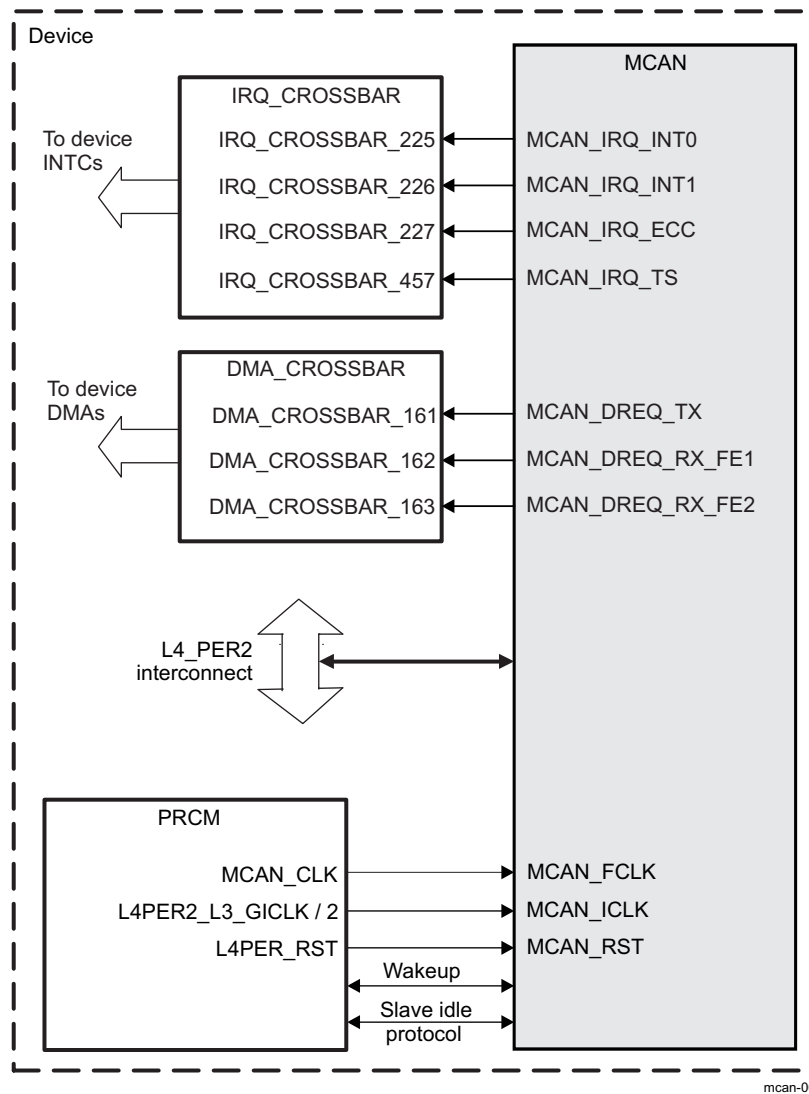 Device
MCAN
IRQ_CROSSBAR
To device
INTCs
IRQ_CROSSBAR_225
MCAN_IRQ_INT0
IRQ_CROSSBAR_226
MCAN_IRQ_INT1
IRQ_CROSSBAR_227
MCAN_IRQ_ECC
IRQ_CROSSBAR_457
MCAN_IRQ_TS
DMA_CROSSBAR
To device
DMAs
DMA_CROSSBAR_161
MCAN_DREQ_TX
DMA_CROSSBAR_162
MCAN_DREQ_RX_FE1
DMA_CROSSBAR_163
MCAN_DREQ_RX_FE2
L4_PER2
interconnect
PRCM
MCAN_CLK
MCAN_FCLK
L4PER2_L3_GICLK / 2
MCAN_ICLK
L4PER_RST
MCAN_RST
Wakeup
Slave idle
protocol
mcan-0